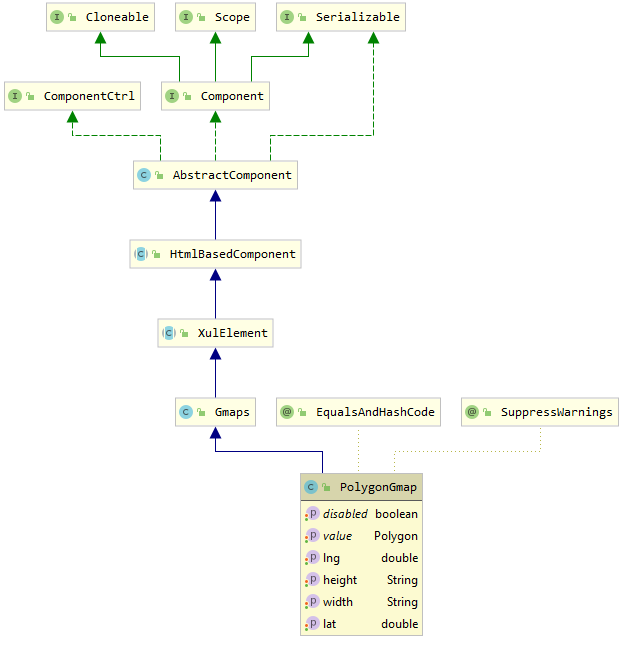 I Cloneable
I Scope
I Serializable
I ComponentCtrl
I Component
C AbstractComponent
C HtmlBasedComponent
C XulElement
C Gmaps
@ EqualsAndHashCode
@ SuppressWarnings
C PolygonGmap
p disabled boolean
p value Polygon
p lng double
p height String
p width String
p lat double